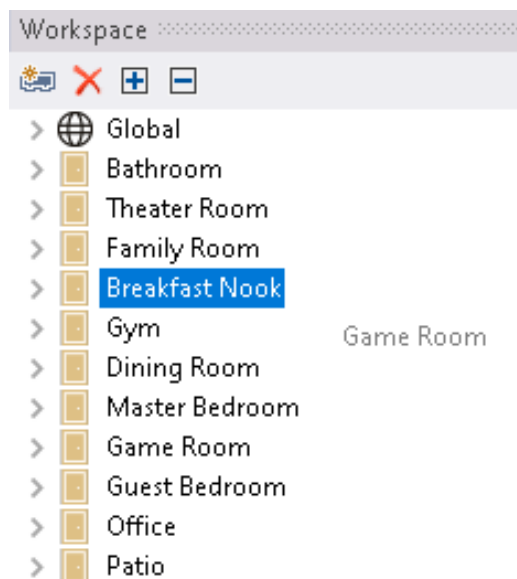 Workspace
Global
Bathroom
Theater Room
Family Room
Breakfast Nook
Gym
Game Room
Dining Room
Master Bedroom
Game Room
Guest Bedroom
Office
Patio